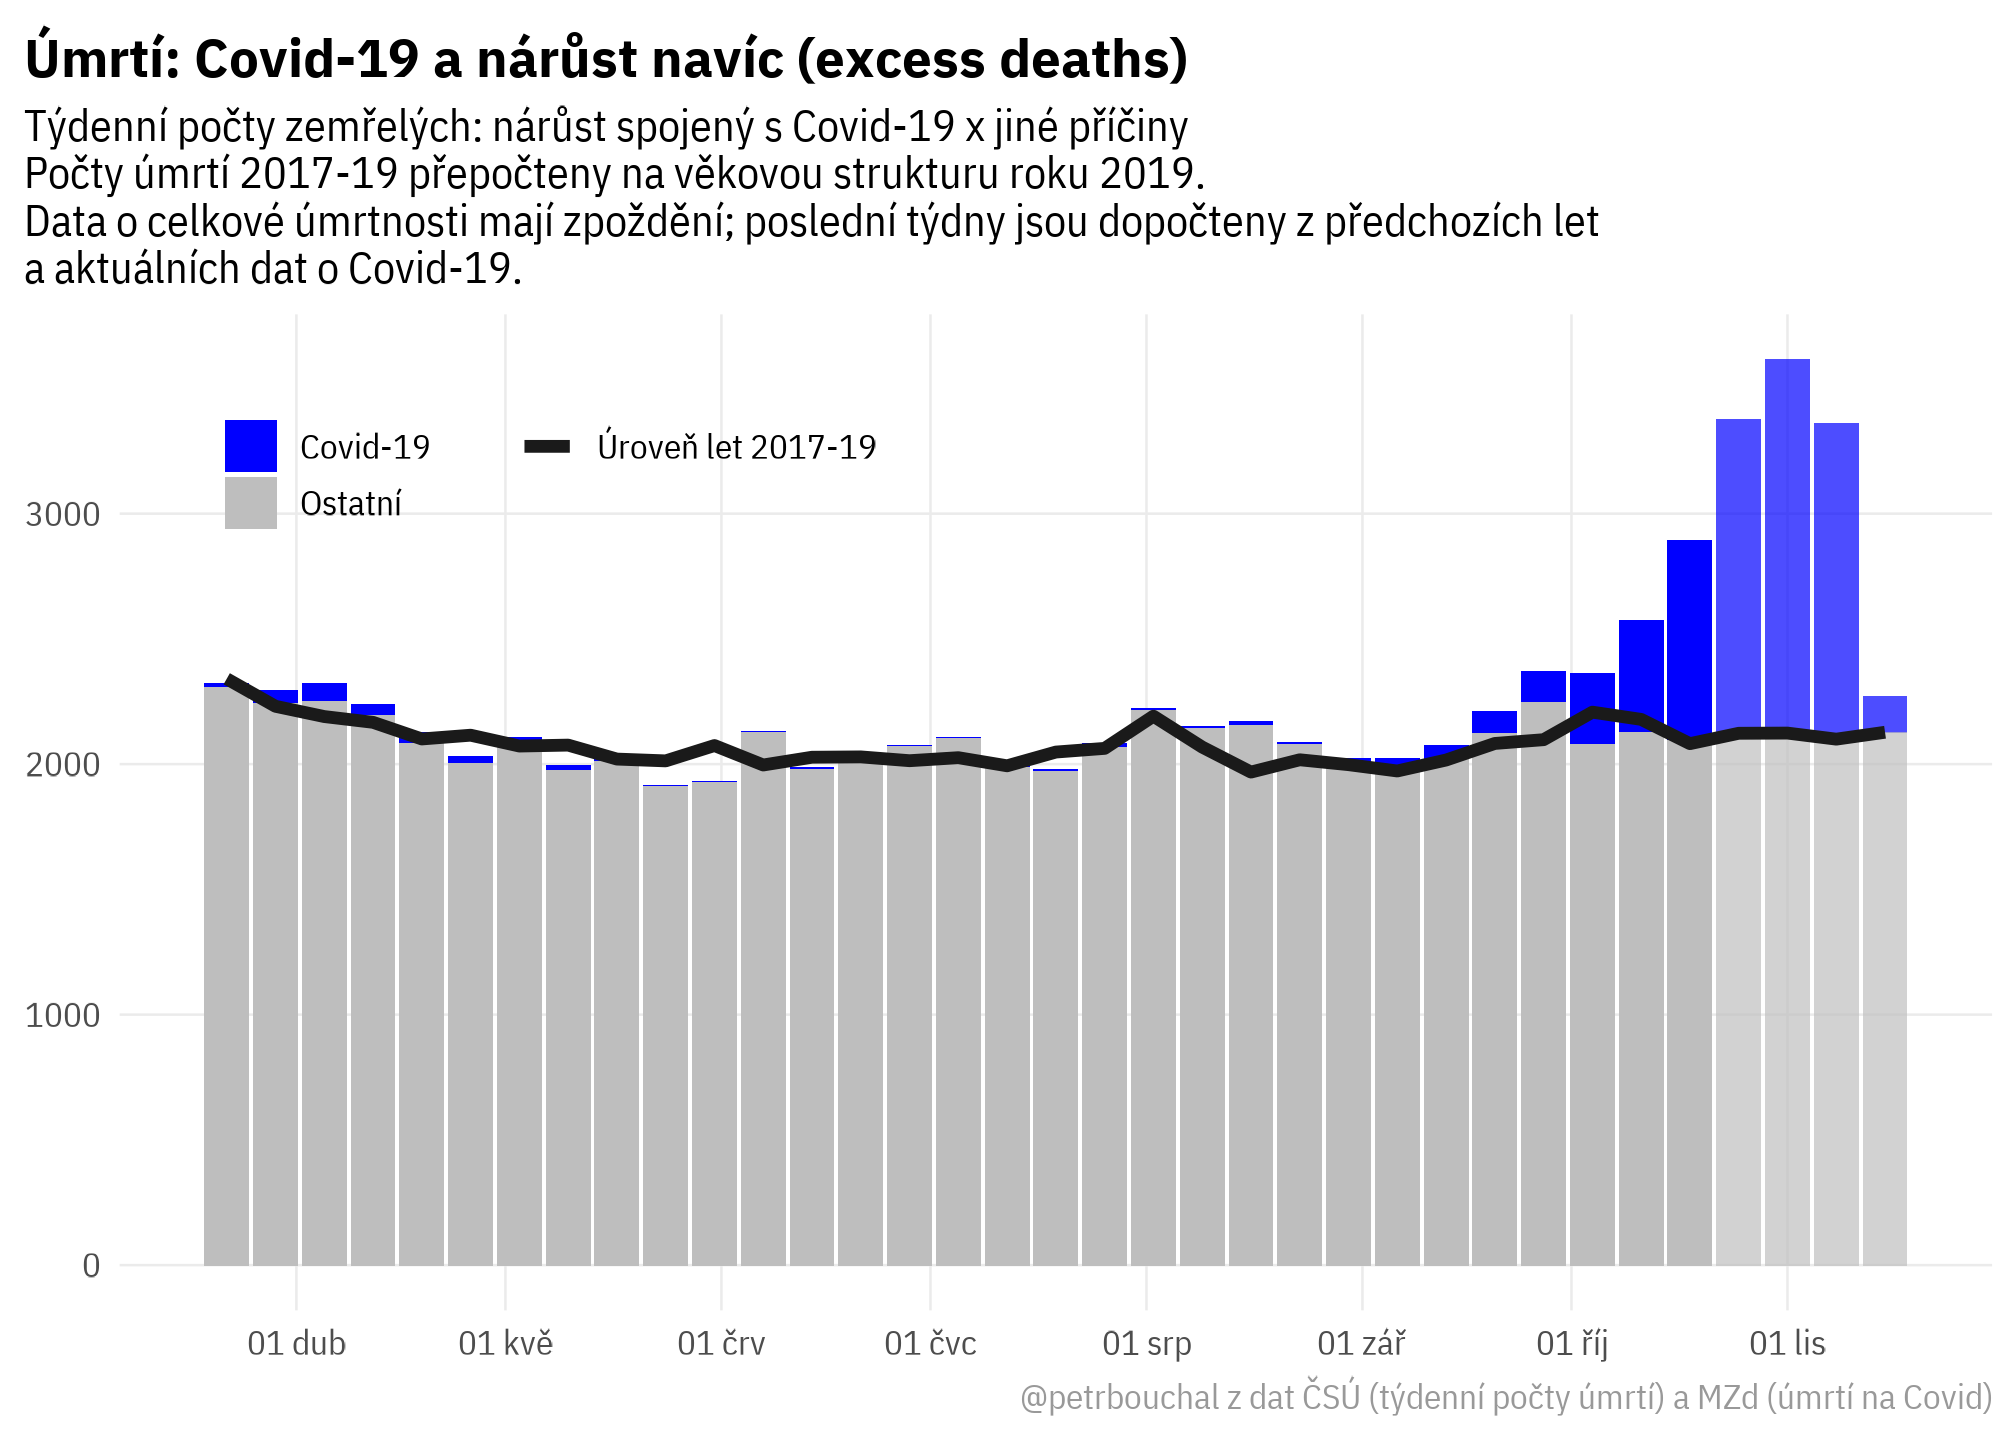 Úmrtí: Covid-19 a nárůst navíc (excess deaths)
Týdenní počty zemřelých: nárůst spojený s Covid-19 x jiné příčiny
Počty úmrtí 2017-19 přepočteny na věkovou strukturu roku 2019.
Data o celkové úmrtnosti mají zpoždění; poslední týdny jsou dopočteny z předchozích let
a aktuálních dat o Covid-19.
Covid-19
Úroveň let 2017-19
Ostatní
3000
2000
1000
0
01 dub
01 kvě
01 črv
01 čvc
01 srp
01 zář
01 říj
01 lis
@petrbouchal z dat ČSÚ (týdenní počty úmrtí) a MZd (úmrtí na Covid)